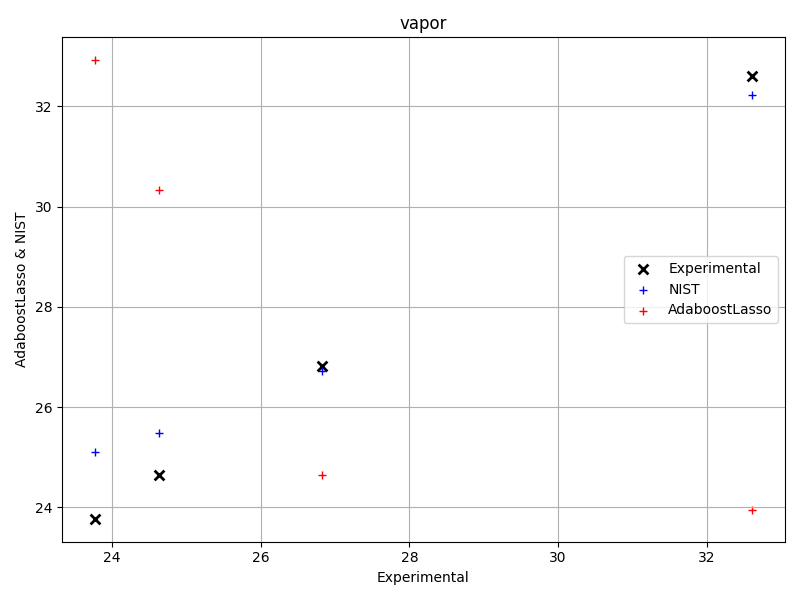 vapor
32
30
28
26
24
AdaboostLasso & NIST
Experimental
NIST
AdaboostLasso
24 26 28 30 32
Experimental